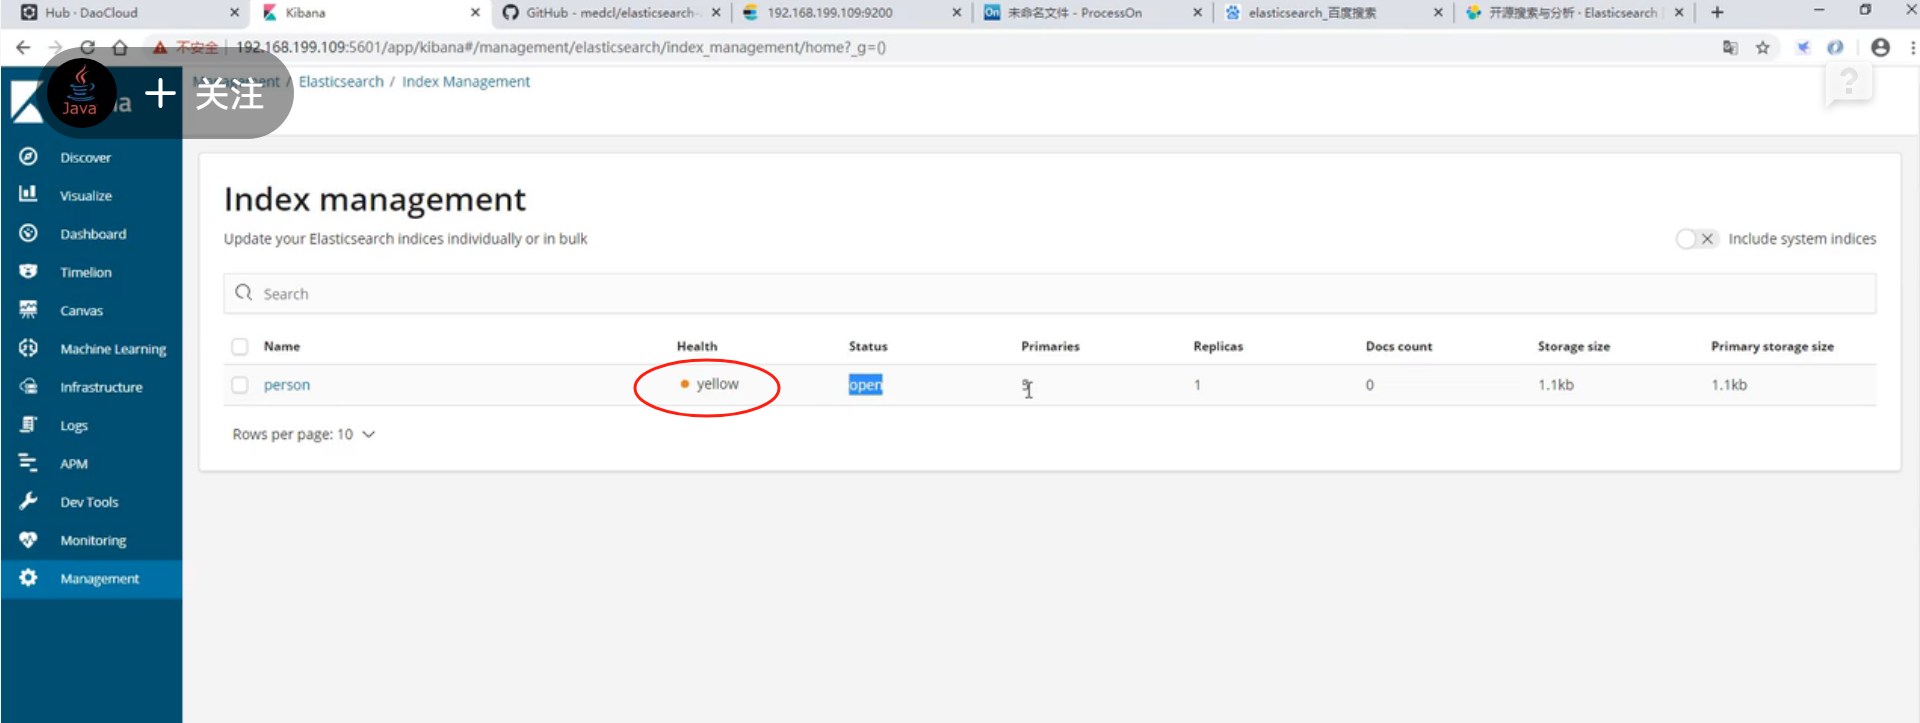 Hub · DaoCloud
Kibana
GitHub - medcl/elasticsearch-
192.168.199.109:9200
On 未命名文件 - ProcessOn
elasticsearch_百度搜索
开源搜索与分析 · Elasticsearch
不安全 192.168.199.109:5601/app/kibana#/management/elasticsearch/index_management/home?_g=()
Management / Elasticsearch / Index Management
Java
+ 关注
?
Discover
Visualize
Dashboard
Timelion
Canvas
Machine Learning
Infrastructure
Logs
APM
Dev Tools
Monitoring
Management
Index management
Update your Elasticsearch indices individually or in bulk
Include system indices
Search
Name Health Status Primaries Replicas Docs count Storage size Primary storage size
person yellow open 1 0 1.1kb 1.1kb
Rows per page: 10